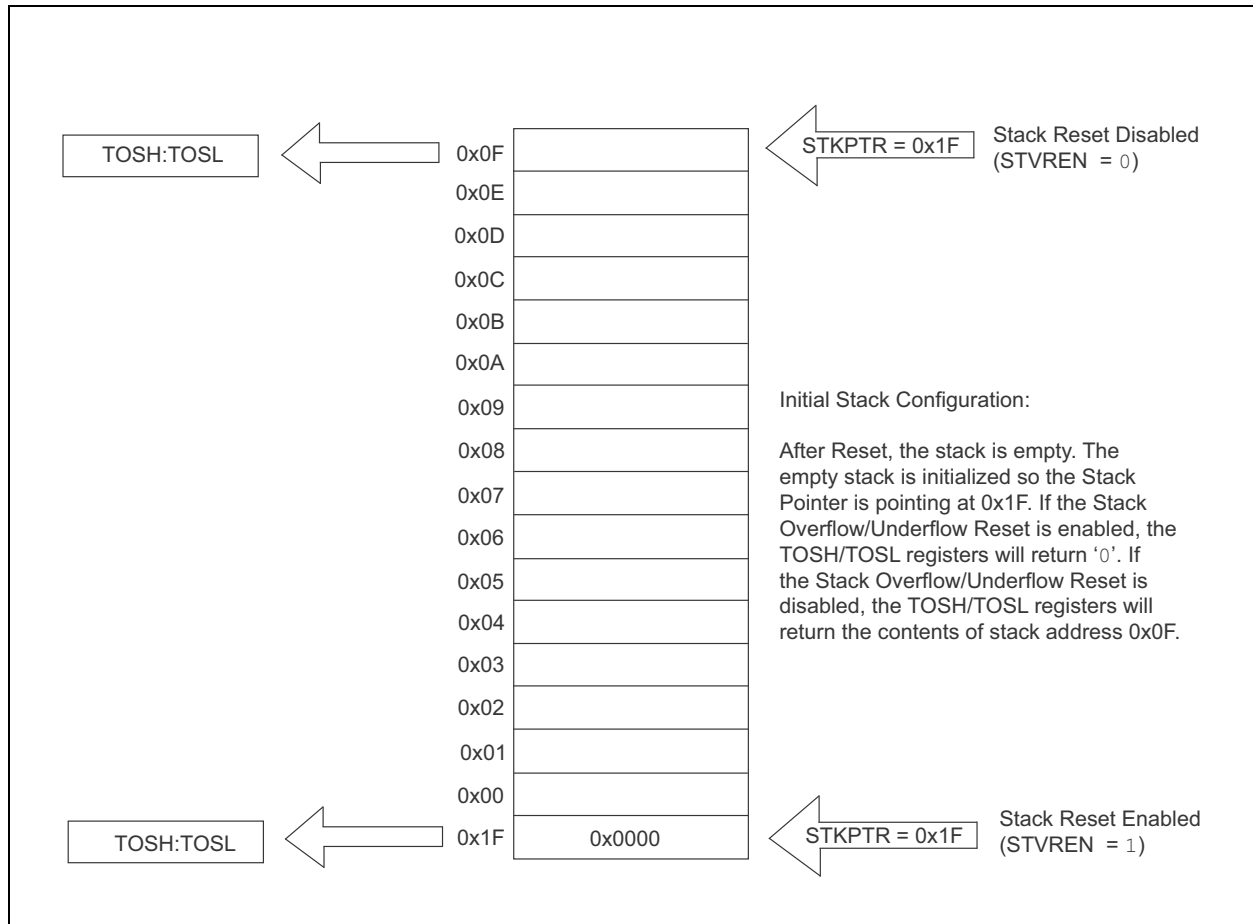 TOSH:TOSL
0x0F
STKPTR = 0x1F
Stack Reset Disabled
(STVREN = 0)
0x0E
0x0D
0x0C
0x0B
0x0A
0x09
0x08
0x07
0x06
0x05
0x04
0x03
0x02
0x01
0x00
Initial Stack Configuration:
After Reset, the stack is empty. The
empty stack is initialized so the Stack
Pointer is pointing at 0x1F. If the Stack
Overflow/Underflow Reset is enabled, the
TOSH/TOSL registers will return ‘0’. If
the Stack Overflow/Underflow Reset is
disabled, the TOSH/TOSL registers will
return the contents of stack address 0x0F.
TOSH:TOSL
0x1F
0x0000
STKPTR = 0x1F
Stack Reset Enabled
(STVREN = 1)